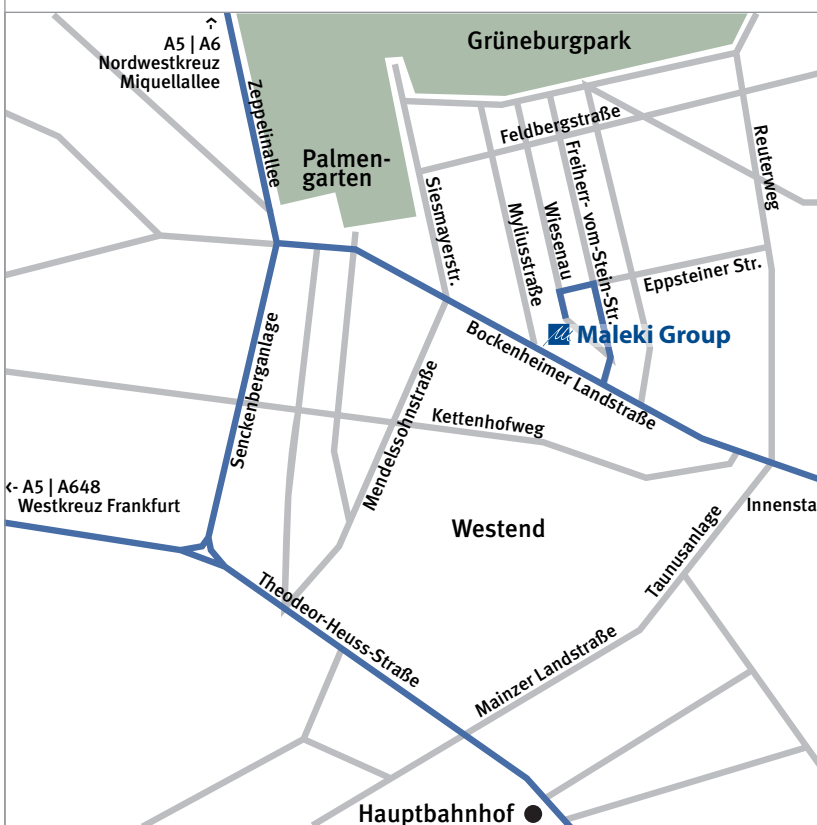 A5 | A6
Nordwestkreuz
Miquellallee
Grüneburgpark
Zeppelinallee
Palmen-
garten
Feldbergstraße
Reuterweg
Siesmayerstr.
Myliusstraße
Wiesenau
Freiherr- vom-Stein-Str.
Eppsteiner Str.
Maleki Group
Bockenheimer Landstraße
Senckenberganlage
Mendelssohnstraße
Kettenhofweg
<- A5 | A648
Westkreuz Frankfurt
Westend
Innensta
Taunusanlage
Theodeor-Heuss-Straße
Mainzer Landstraße
Hauptbahnhof